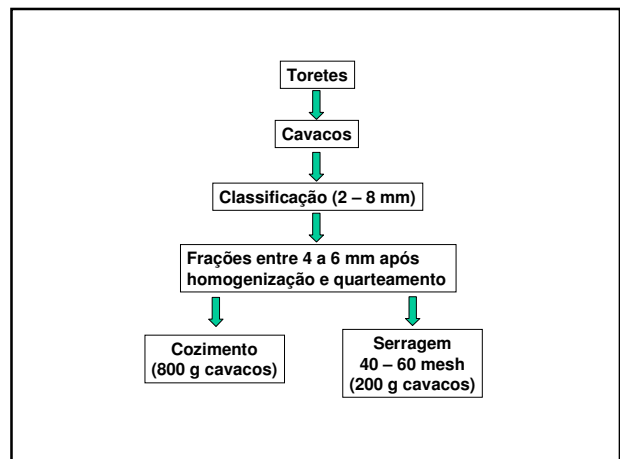 Toretes
Cavacos
Classificação (2 – 8 mm)
Frações entre 4 a 6 mm após
homogenização e quarteamento
Cozimento
(800 g cavacos)
Serragem
40 – 60 mesh
(200 g cavacos)